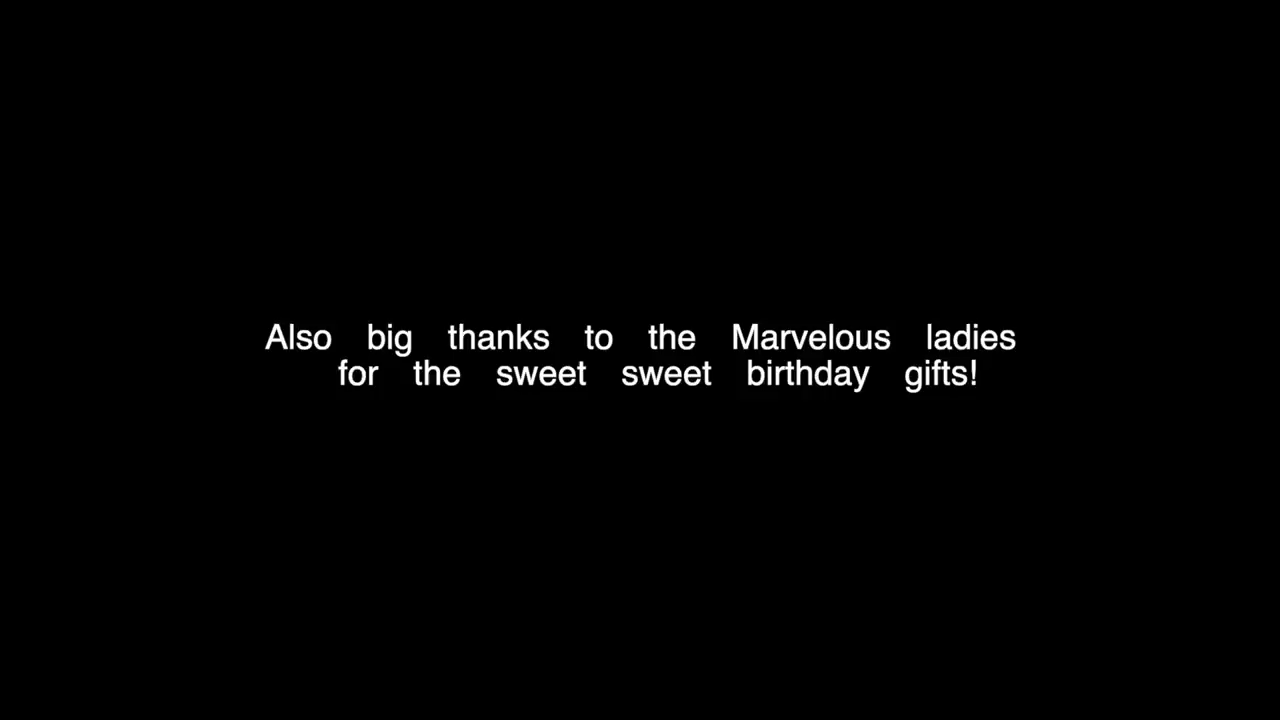 Also big thanks to the Marvelous ladies
for the sweet sweet birthday gifts!